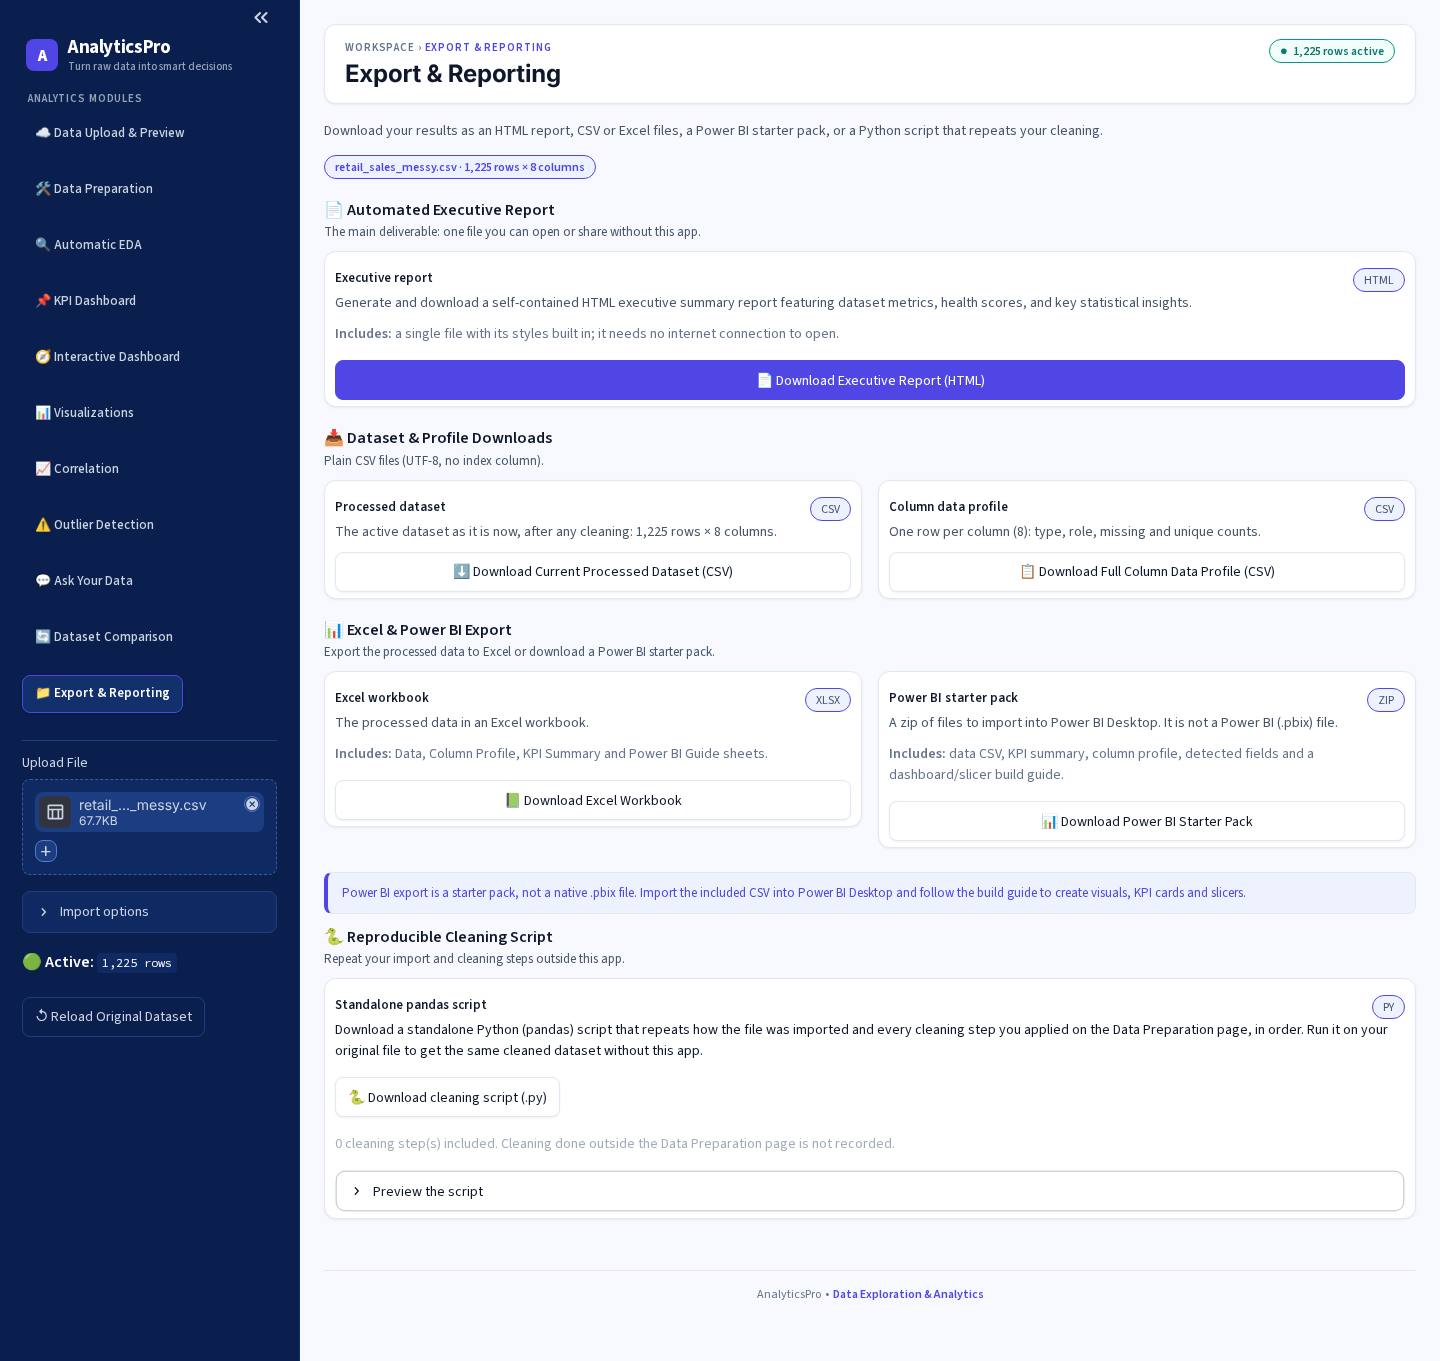 A
AnalyticsPro
Turn raw data into smart decisions
ANALYTICS MODULES
☁️ Data Upload & Preview
🛠️ Data Preparation
🔍 Automatic EDA
📌 KPI Dashboard
🧭 Interactive Dashboard
📊 Visualizations
📈 Correlation
⚠️ Outlier Detection
💬 Ask Your Data
🔄 Dataset Comparison
📁 Export & Reporting
Upload File
retail_..._messy.csv
67.7KB
Import options
🟢 Active: 1,225 rows
Reload Original Dataset
WORKSPACE › EXPORT & REPORTING
Export & Reporting
● 1,225 rows active
Download your results as an HTML report, CSV or Excel files, a Power BI starter pack, or a Python script that repeats your cleaning.
retail_sales_messy.csv · 1,225 rows × 8 columns
📄 Automated Executive Report
The main deliverable: one file you can open or share without this app.
Executive report
HTML
Generate and download a self-contained HTML executive summary report featuring dataset metrics, health scores, and key statistical insights.
Includes: a single file with its styles built in; it needs no internet connection to open.
📄 Download Executive Report (HTML)
📥 Dataset & Profile Downloads
Plain CSV files (UTF-8, no index column).
Processed dataset
CSV
The active dataset as it is now, after any cleaning: 1,225 rows × 8 columns.
⬇️ Download Current Processed Dataset (CSV)
Column data profile
CSV
One row per column (8): type, role, missing and unique counts.
📋 Download Full Column Data Profile (CSV)
📊 Excel & Power BI Export
Export the processed data to Excel or download a Power BI starter pack.
Excel workbook
XLSX
The processed data in an Excel workbook.
Includes: Data, Column Profile, KPI Summary and Power BI Guide sheets.
📗 Download Excel Workbook
Power BI starter pack
ZIP
A zip of files to import into Power BI Desktop. It is not a Power BI (.pbix) file.
Includes: data CSV, KPI summary, column profile, detected fields and a
dashboard/slicer build guide.
📊 Download Power BI Starter Pack
Power BI export is a starter pack, not a native .pbix file. Import the included CSV into Power BI Desktop and follow the build guide to create visuals, KPI cards and slicers.
🐍 Reproducible Cleaning Script
Repeat your import and cleaning steps outside this app.
Standalone pandas script
PY
Download a standalone Python (pandas) script that repeats how the file was imported and every cleaning step you applied on the Data Preparation page, in order. Run it on your
original file to get the same cleaned dataset without this app.
🐍 Download cleaning script (.py)
0 cleaning step(s) included. Cleaning done outside the Data Preparation page is not recorded.
Preview the script
AnalyticsPro • Data Exploration & Analytics